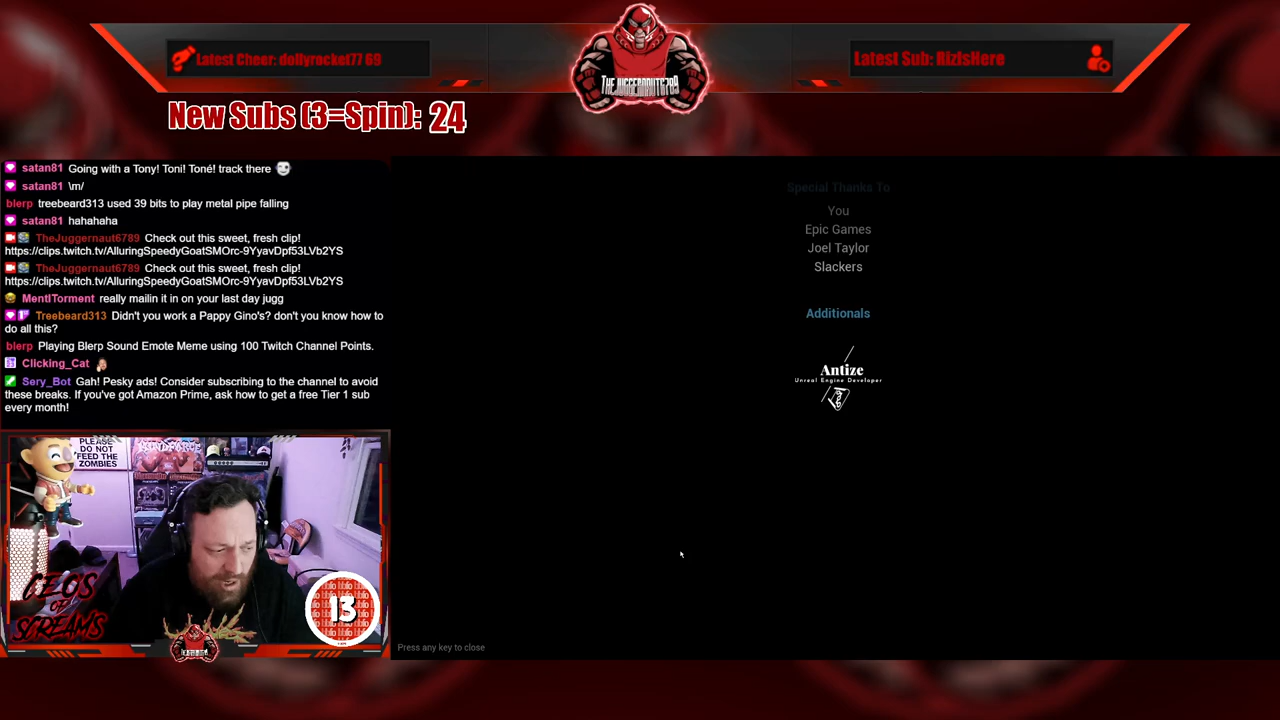 Latest Cheer: dollyrocket77 69
THEJUGGERNAUT6789
Latest Sub: RizIsHere
New Subs (3=Spin): 24
satan81 Going with a Tony! Toni! Toné! track there
satan81 \m/
blerp treebeard313 used 39 bits to play metal pipe falling
satan81 hahahaha
TheJuggernaut6789 Check out this sweet, fresh clip!
https://clips.twitch.tv/AlluringSpeedyGoatSMOrc-9YyavDpf53LVb2YS
TheJuggernaut6789 Check out this sweet, fresh clip!
https://clips.twitch.tv/AlluringSpeedyGoatSMOrc-9YyavDpf53LVb2YS
MentlTorment really mailin it in on your last day jugg
Treebeard313 Didn't you work a Pappy Gino's? don't you know how to
do all this?
blerp Playing Blerp Sound Emote Meme using 100 Twitch Channel Points.
Clicking_Cat
Sery_Bot Gah! Pesky ads! Consider subscribing to the channel to avoid
these breaks. If you've got Amazon Prime, ask how to get a free Tier 1 sub
every month!
Special Thanks To
You
Epic Games
Joel Taylor
Slackers
Additionals
Antize
Unreal Engine Developer
Press any key to close
PLEASE
DO NOT
FEED THE
ZOMBIES
CEOS
OF
SCREAMS
13